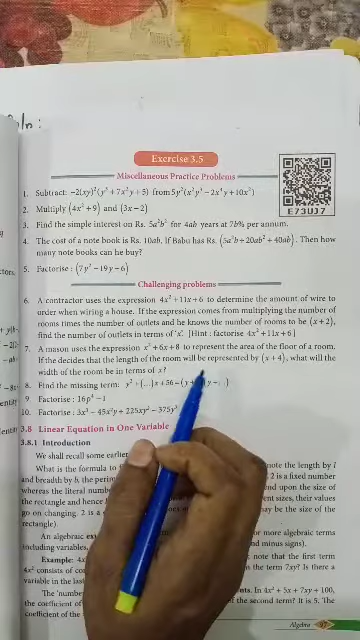 Soln:
Exercise 3.5
Miscellaneous Practice Problems
1. Subtract: −2(xy)²(y³+7x²y+5) from 5y²(x²y³−2x⁴y+10x²)
2. Multiply (4x²+9) and (3x−2)
3. Find the simple interest on Rs. 5a²b² for 4ab years at 7b% per annum.
4. The cost of a note book is Rs. 10ab. If Babu has Rs. (5a²b+20ab²+40ab). Then how
many note books can he buy?
5. Factorise: (7y²−19y−6)
E73UJ7
Challenging problems
6. A contractor uses the expression 4x²+11x+6 to determine the amount of wire to
order when wiring a house. If the expression comes from multiplying the number of
rooms times the number of outlets and he knows the number of rooms to be (x+2),
find the number of outlets in terms of 'x'. [Hint: factorise 4x²+11x+6]
7. A mason uses the expression x²+6x+8 to represent the area of the floor of a room.
If the decides that the length of the room will be represented by (x+4), what will the
width of the room be in terms of x?
8. Find the missing term: y²+(...)x+56=(y+ )(y+
9. Factorise: 16p⁴−1
10. Factorise: 3x³−45x²y+225xy²−375y³
3.8 Linear Equation in One Variable
3.8.1 Introduction
We shall recall some earlier
What is the formula to note the length by l
and breadth by b, the perim 2 is a fixed number
whereas the literal number end upon the size of
the rectangle and hence ent sizes, their values
go on changing. 2 is a may be the size of the
rectangle)
An algebraic ex or more algebraic terms
including variables, and minus signs).
Example: 4x note that the first term
4x² consists of the term 7xy? Is there a
variable in the last
The 'number ents. In 4x²+5x+7xy+100,
the coefficient of of the second term? It is 5. The
coefficient of the
Algebra 97